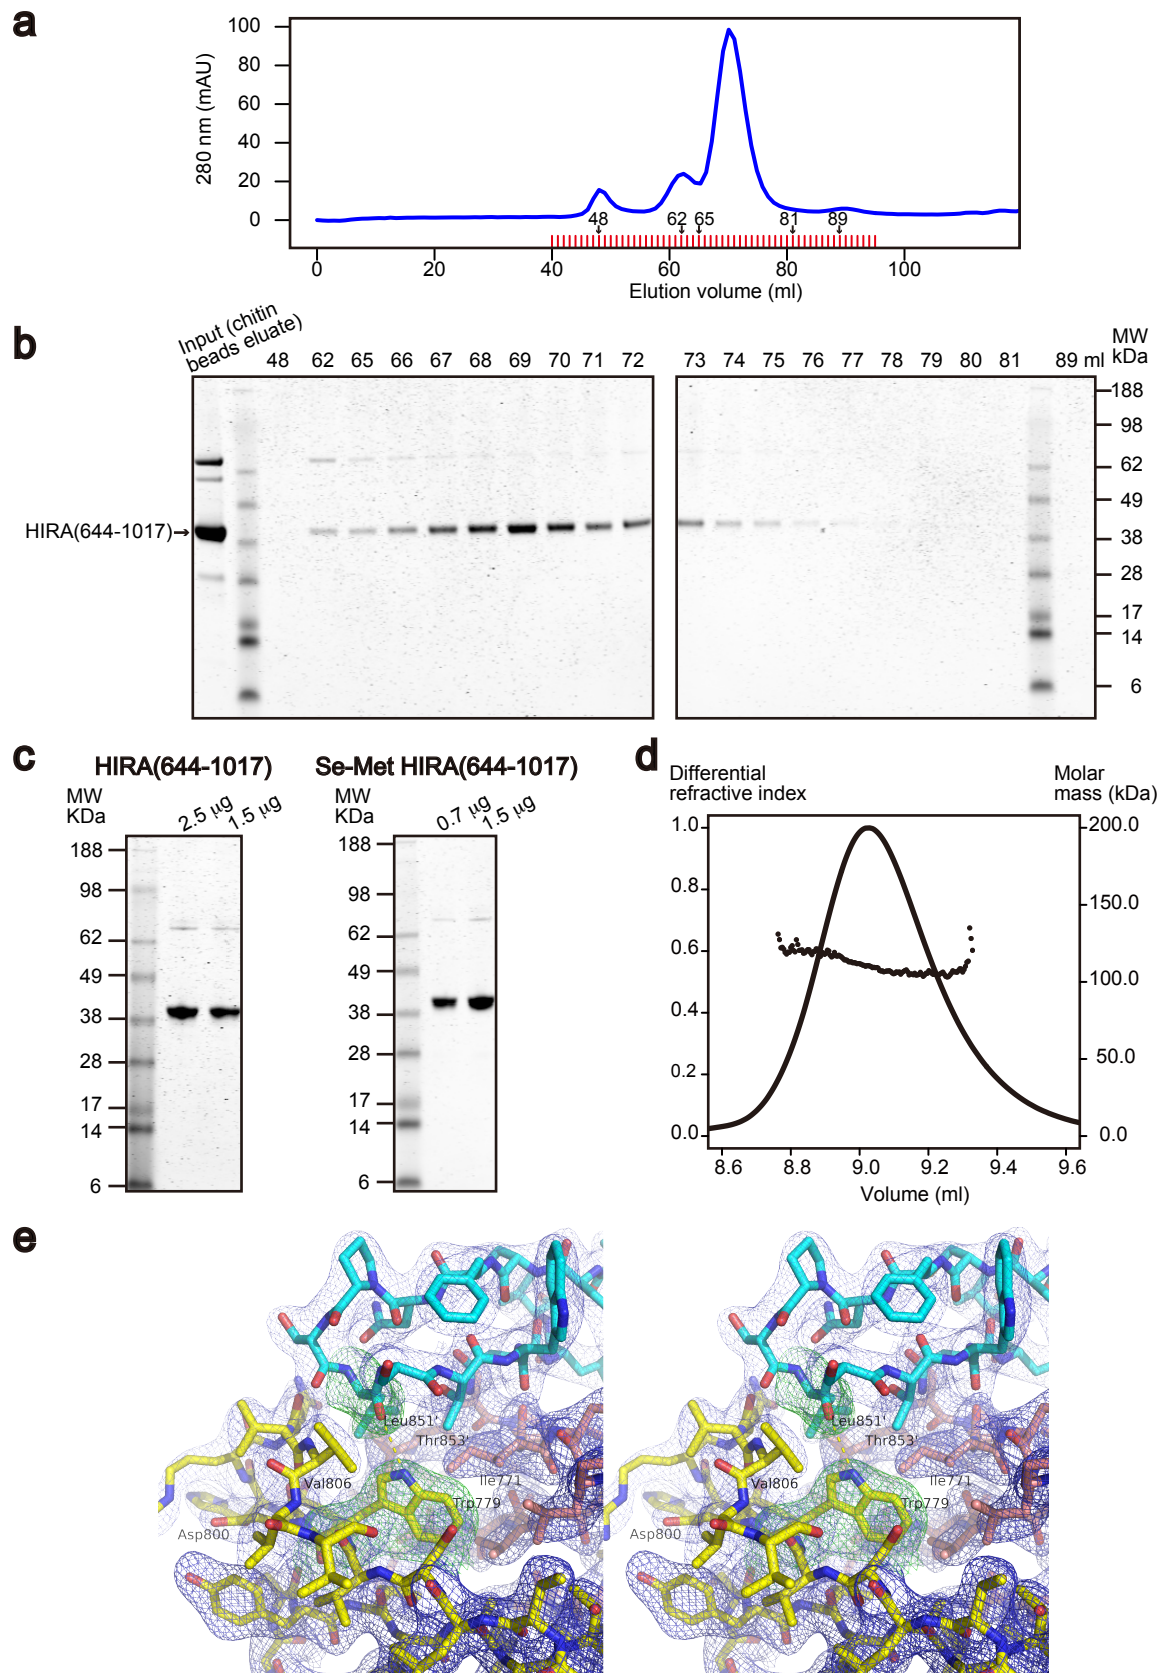 a
280 nm (mAU)
100
80
60
40
20
0
48 62 65 81 89
0 20 40 60 80 100
Elution volume (ml)
b
Input (chitin
beads eluate)
48 62 65 66 67 68 69 70 71 72 73 74 75 76 77 78 79 80 81 89 ml
MW
kDa
188
98
62
49
HIRA(644-1017)→
38
28
17
14
6
c
HIRA(644-1017)
MW
KDa
2.5 µg
1.5 µg
188
98
62
49
38
28
17
14
6
Se-Met HIRA(644-1017)
MW
KDa
0.7 µg
1.5 µg
188
98
62
49
38
28
17
14
6
d
Differential
refractive index
Molar
mass (kDa)
1.0
0.8
0.6
0.4
0.2
0.0
200.0
150.0
100.0
50.0
0.0
8.6 8.8 9.0 9.2 9.4 9.6
Volume (ml)
e
Leu851'
Thr853'
Val806
Ile771
Trp779
Asp800
Leu851'
Thr853'
Val806
Ile771
Trp779
Asp800